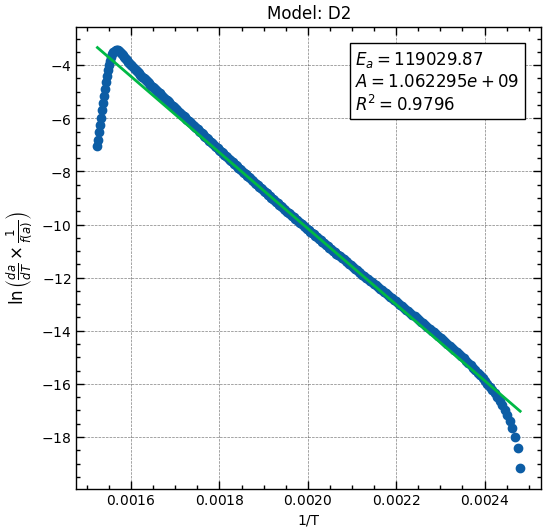 Model: D2
E_a = 119029.87
A = 1.062295e + 09
R² = 0.9796
ln(da/dT × 1/f(a))
−4
−6
−8
−10
−12
−14
−16
−18
0.0016
0.0018
0.0020
0.0022
0.0024
1/T